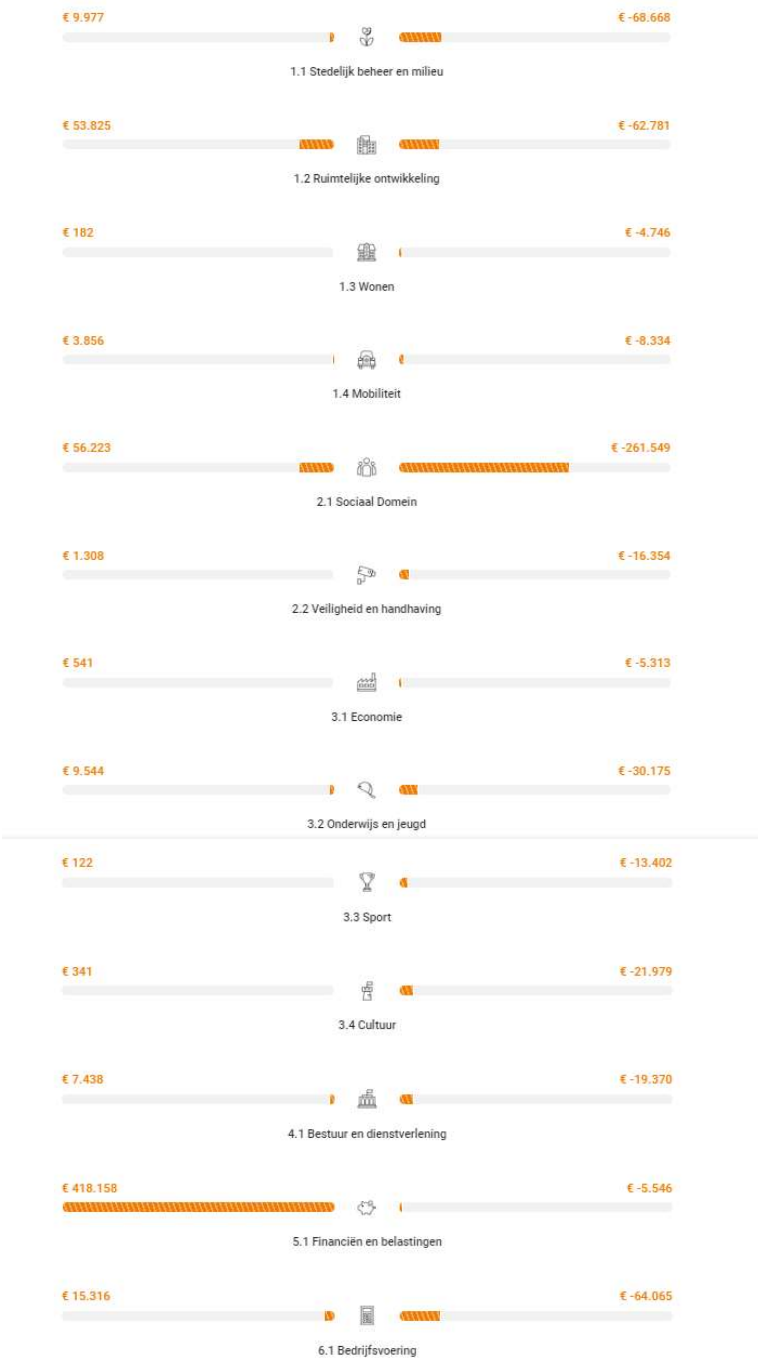 € 9.977 € -68.668
1.1 Stedelijk beheer en milieu
€ 53.825 € -62.781
1.2 Ruimtelijke ontwikkeling
€ 182 € -4.746
1.3 Wonen
€ 3.856 € -8.334
1.4 Mobiliteit
€ 56.223 € -261.549
2.1 Sociaal Domein
€ 1.308 € -16.354
2.2 Veiligheid en handhaving
€ 541 € -5.313
3.1 Economie
€ 9.544 € -30.175
3.2 Onderwijs en jeugd
€ 122 € -13.402
3.3 Sport
€ 341 € -21.979
3.4 Cultuur
€ 7.438 € -19.370
4.1 Bestuur en dienstverlening
€ 418.158 € -5.546
5.1 Financiën en belastingen
€ 15.316 € -64.065
6.1 Bedrijfsvoering